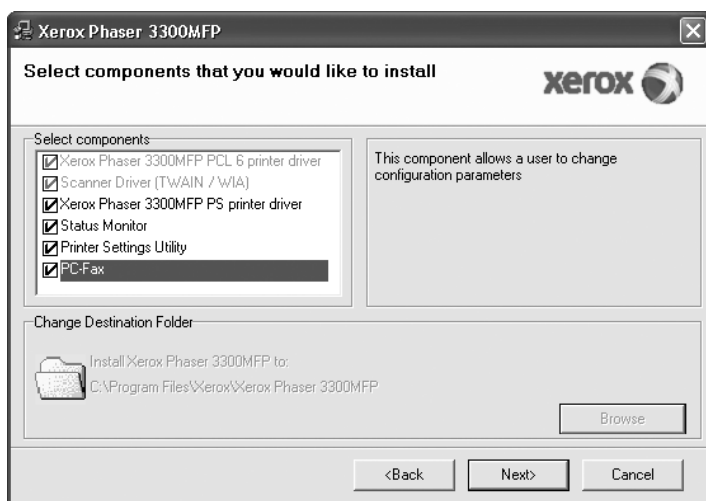 Xerox Phaser 3300MFP
Select components that you would like to install
xerox
Select components
Xerox Phaser 3300MFP PCL 6 printer driver
Scanner Driver (TWAIN / WIA)
Xerox Phaser 3300MFP PS printer driver
Status Monitor
Printer Settings Utility
PC-Fax
This component allows a user to change
configuration parameters
Change Destination Folder
Install Xerox Phaser 3300MFP to:
C:\Program Files\Xerox\Xerox Phaser 3300MFP
Browse
<Back
Next>
Cancel